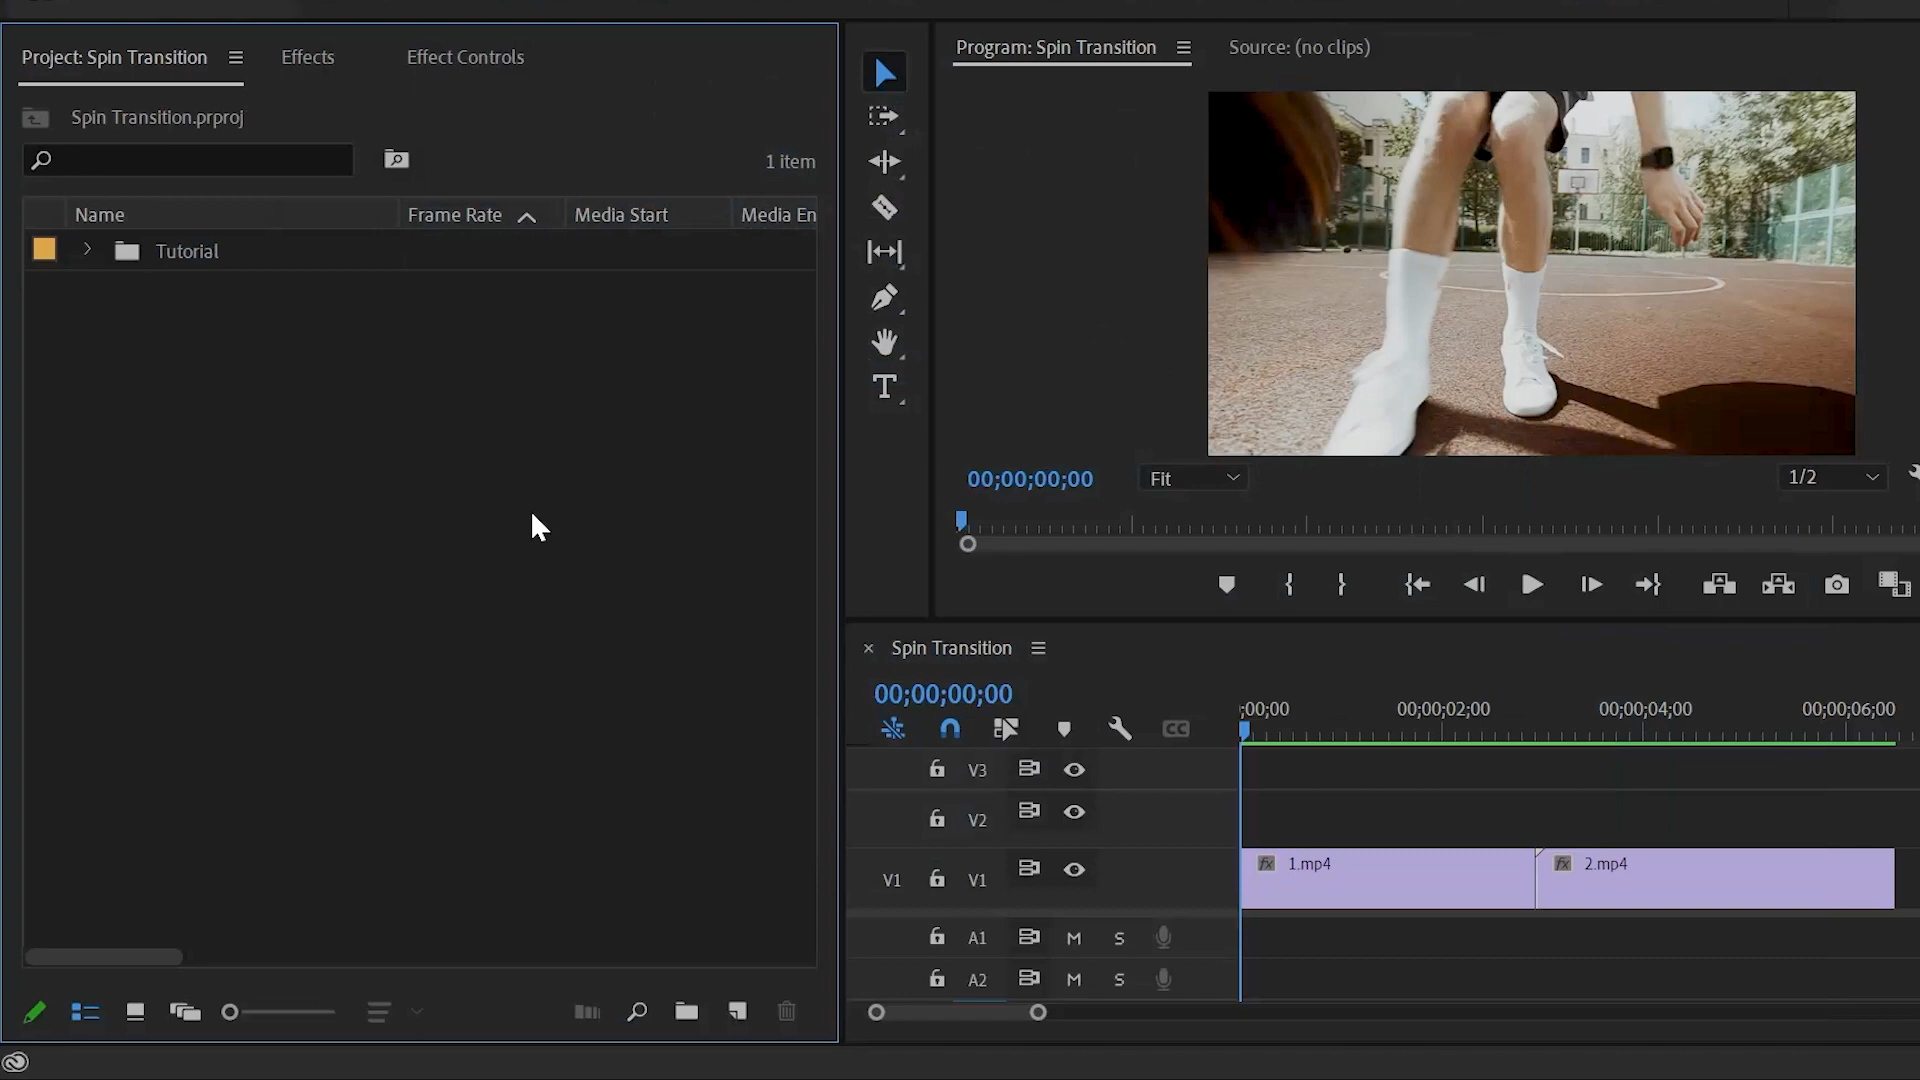 Project: Spin Transition
Effects
Effect Controls
Spin Transition.prproj
1 item
Name
Frame Rate
Media Start
Media En
Tutorial
Program: Spin Transition
Source: (no clips)
00;00;00;00
Fit
1/2
Spin Transition
00;00;00;00
;00;00
00;00;02;00
00;00;04;00
00;00;06;00
CC
V3
V2
V1
V1
fx
1.mp4
fx
2.mp4
A1
M
S
A2
M
S